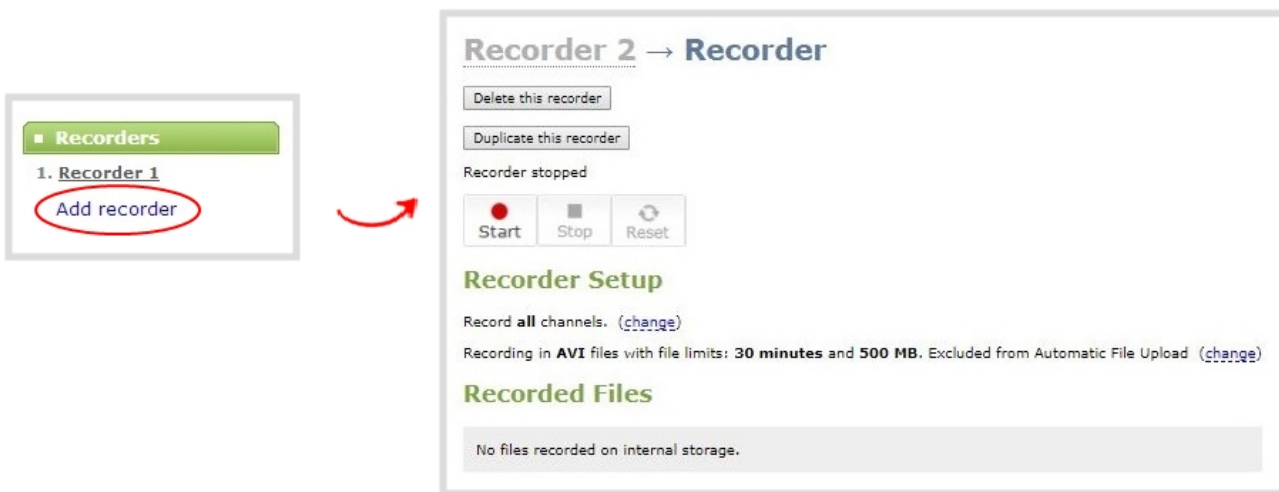 Recorders
1. Recorder 1
Add recorder
Recorder 2 → Recorder
Delete this recorder
Duplicate this recorder
Recorder stopped
Start Stop Reset
Recorder Setup
Record all channels. (change)
Recording in AVI files with file limits: 30 minutes and 500 MB. Excluded from Automatic File Upload (change)
Recorded Files
No files recorded on internal storage.